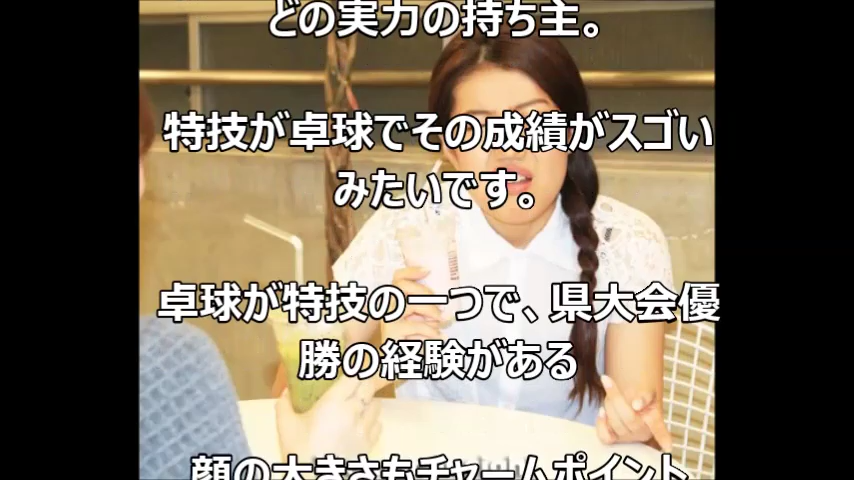 どの実力の持ち主。
特技が卓球でその成績がスゴい
みたいです。
卓球が特技の一つで、県大会優
勝の経験がある
顔の大きさもチャームポイント